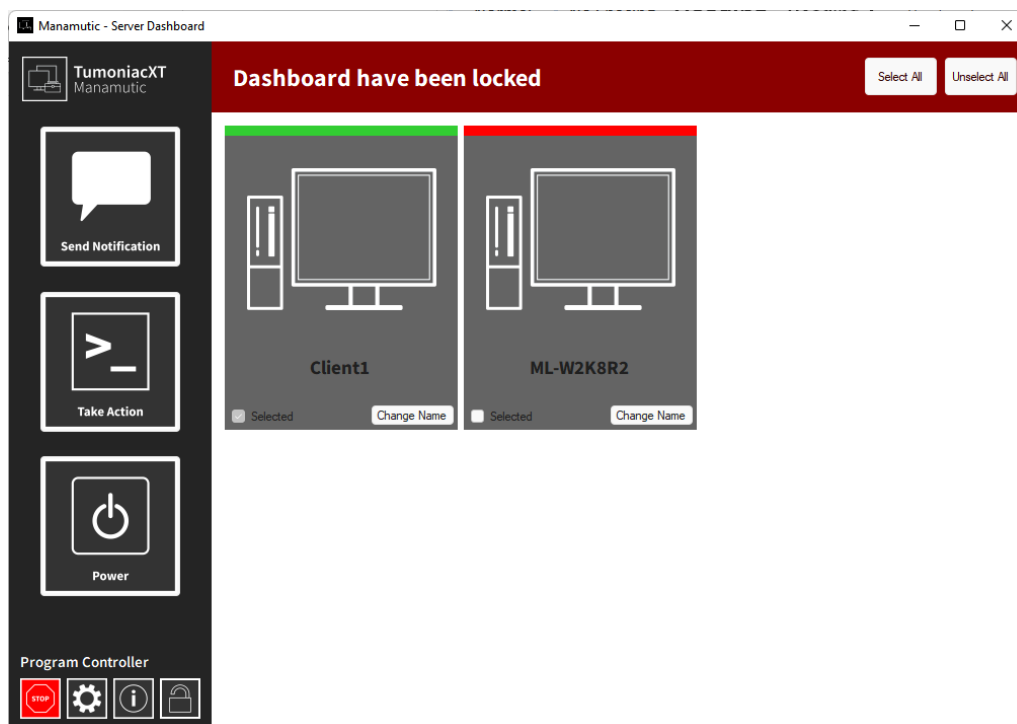 Manamutic - Server Dashboard
TumoniacXT
Manamutic
Dashboard have been locked
Select All
Unselect All
Send Notification
Take Action
Power
Client1
Selected
Change Name
ML-W2K8R2
Selected
Change Name
Program Controller
STOP